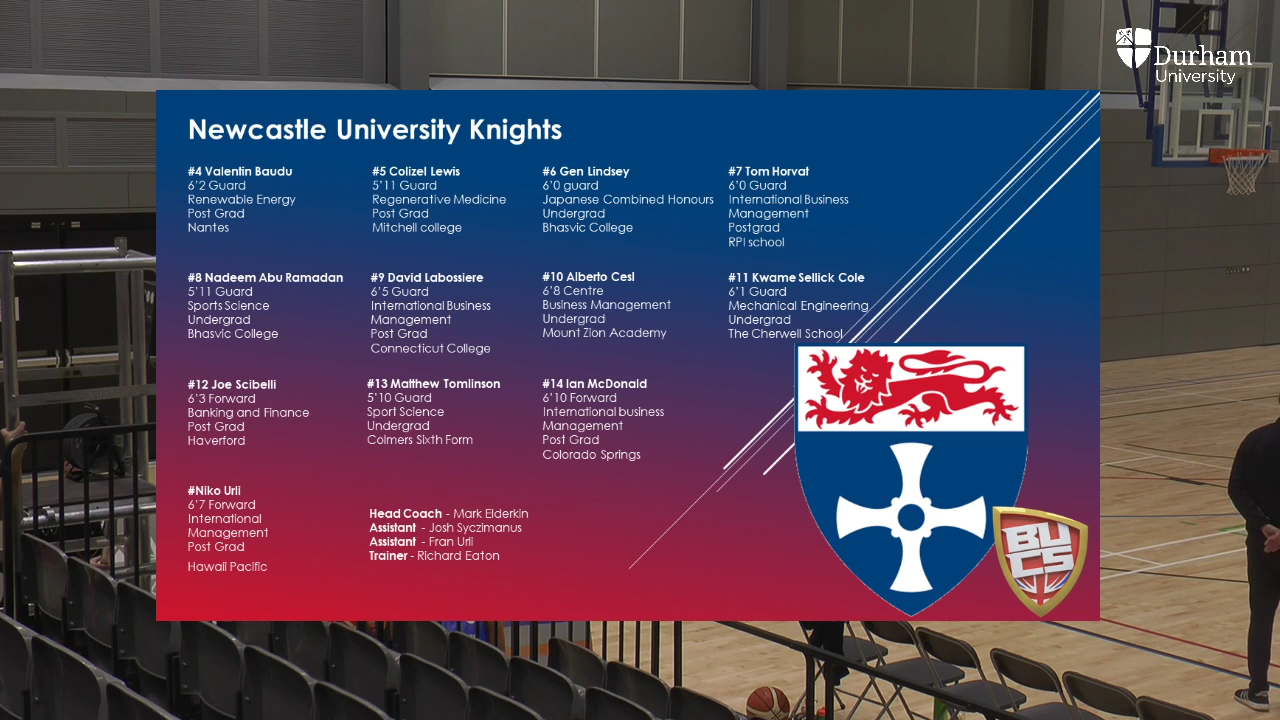 Durham
University
Newcastle University Knights
#4 Valentin Baudu
6'2 Guard
Renewable Energy
Post Grad
Nantes
#5 Colizel Lewis
5'11 Guard
Regenerative Medicine
Post Grad
Mitchell college
#6 Gen Lindsey
6'0 guard
Japanese Combined Honours
Undergrad
Bhasvic College
#7 Tom Horvat
6'0 Guard
International Business
Management
Postgrad
RPI school
#8 Nadeem Abu Ramadan
5'11 Guard
Sports Science
Undergrad
Bhasvic College
#9 David Labossiere
6'5 Guard
International Business
Management
Post Grad
Connecticut College
#10 Alberto Cesi
6'8 Centre
Business Management
Undergrad
Mount Zion Academy
#11 Kwame Sellick Cole
6'1 Guard
Mechanical Engineering
Undergrad
The Cherwell School
#12 Joe Scibelli
6'3 Forward
Banking and Finance
Post Grad
Haverford
#13 Matthew Tomlinson
5'10 Guard
Sport Science
Undergrad
Colmers Sixth Form
#14 Ian McDonald
6'10 Forward
International business
Management
Post Grad
Colorado Springs
#Niko Urli
6'7 Forward
International
Management
Post Grad
Hawaii Pacific
Head Coach - Mark Elderkin
Assistant - Josh Syczimanus
Assistant - Fran Urli
Trainer - Richard Eaton
BU
CS